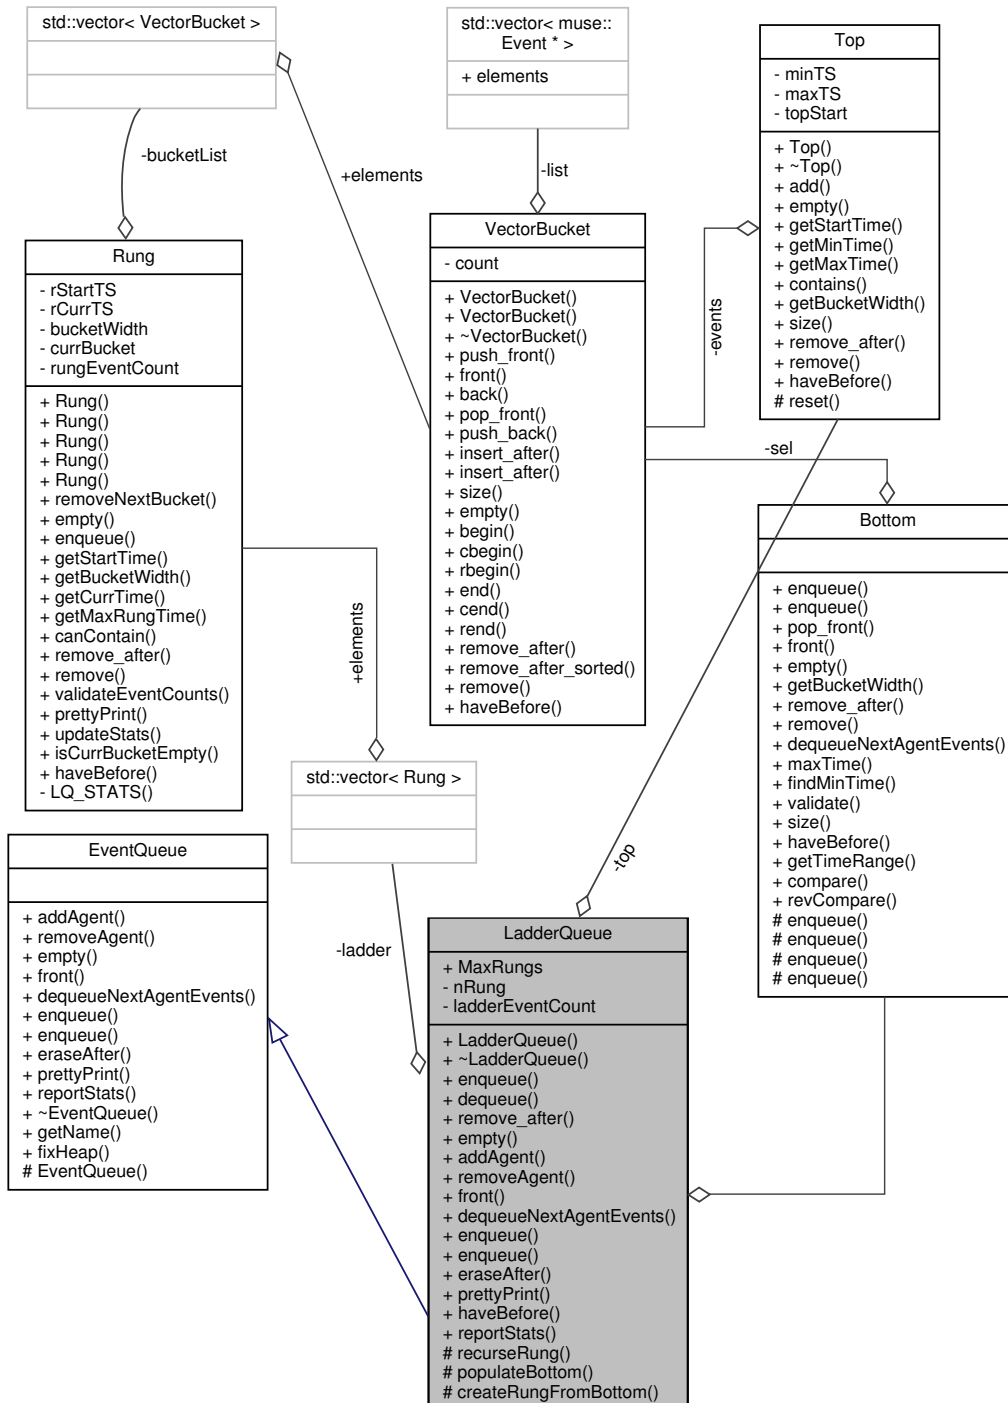 std::vector< VectorBucket >
std::vector< muse::
Event * >
+ elements
Top
- minTS
- maxTS
- topStart
+ Top()
+ ~Top()
+ add()
+ empty()
+ getStartTime()
+ getMinTime()
+ getMaxTime()
+ contains()
+ getBucketWidth()
+ size()
+ remove_after()
+ remove()
+ haveBefore()
# reset()
-bucketList
+elements
-list
-events
-sel
Rung
- rStartTS
- rCurrTS
- bucketWidth
- currBucket
- rungEventCount
+ Rung()
+ Rung()
+ Rung()
+ Rung()
+ Rung()
+ removeNextBucket()
+ empty()
+ enqueue()
+ getStartTime()
+ getBucketWidth()
+ getCurrTime()
+ getMaxRungTime()
+ canContain()
+ remove_after()
+ remove()
+ validateEventCounts()
+ prettyPrint()
+ updateStats()
+ isCurrBucketEmpty()
+ haveBefore()
- LQ_STATS()
VectorBucket
- count
+ VectorBucket()
+ VectorBucket()
+ ~VectorBucket()
+ push_front()
+ front()
+ back()
+ pop_front()
+ push_back()
+ insert_after()
+ insert_after()
+ size()
+ empty()
+ begin()
+ cbegin()
+ rbegin()
+ end()
+ cend()
+ rend()
+ remove_after()
+ remove_after_sorted()
+ remove()
+ haveBefore()
Bottom
+ enqueue()
+ enqueue()
+ pop_front()
+ front()
+ empty()
+ getBucketWidth()
+ remove_after()
+ remove()
+ dequeueNextAgentEvents()
+ maxTime()
+ findMinTime()
+ validate()
+ size()
+ haveBefore()
+ getTimeRange()
+ compare()
+ revCompare()
# enqueue()
# enqueue()
# enqueue()
# enqueue()
+elements
std::vector< Rung >
-ladder
-top
EventQueue
+ addAgent()
+ removeAgent()
+ empty()
+ front()
+ dequeueNextAgentEvents()
+ enqueue()
+ enqueue()
+ eraseAfter()
+ prettyPrint()
+ reportStats()
+ ~EventQueue()
+ getName()
+ fixHeap()
# EventQueue()
LadderQueue
+ MaxRungs
- nRung
- ladderEventCount
+ LadderQueue()
+ ~LadderQueue()
+ enqueue()
+ dequeue()
+ remove_after()
+ empty()
+ addAgent()
+ removeAgent()
+ front()
+ dequeueNextAgentEvents()
+ enqueue()
+ enqueue()
+ eraseAfter()
+ prettyPrint()
+ haveBefore()
+ reportStats()
# recurseRung()
# populateBottom()
# createRungFromBottom()